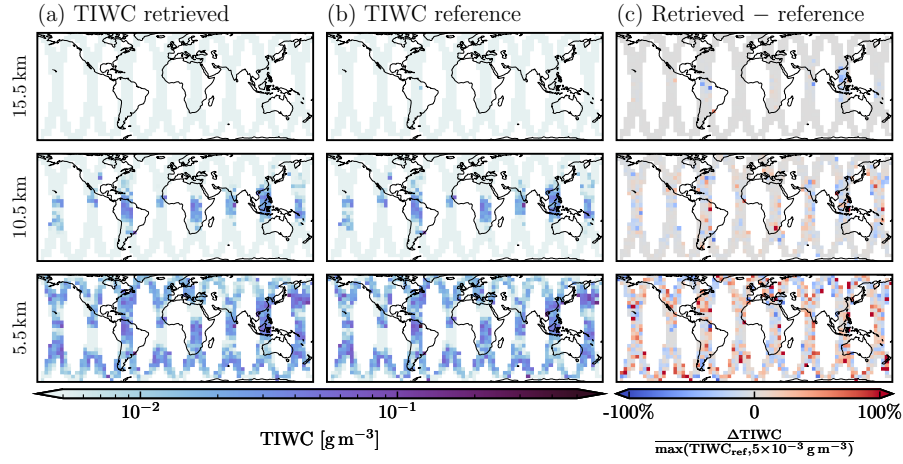 (a) TIWC retrieved
(b) TIWC reference
(c) Retrieved − reference
15.5 km
10.5 km
5.5 km
10⁻² 10⁻¹
TIWC [g m⁻³]
-100% 0 100%
ΔTIWC
max(TIWC_ref, 5×10⁻³ g m⁻³)